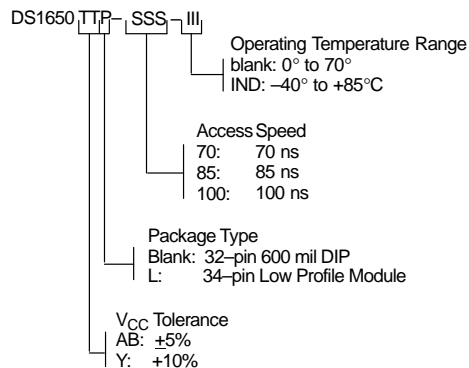 DS1650 TTP– SSS – III
Operating Temperature Range
blank: 0° to 70°
IND: –40° to +85°C
Access Speed
70: 70 ns
85: 85 ns
100: 100 ns
Package Type
Blank: 32–pin 600 mil DIP
L: 34–pin Low Profile Module
VCC Tolerance
AB: ±5%
Y: +10%